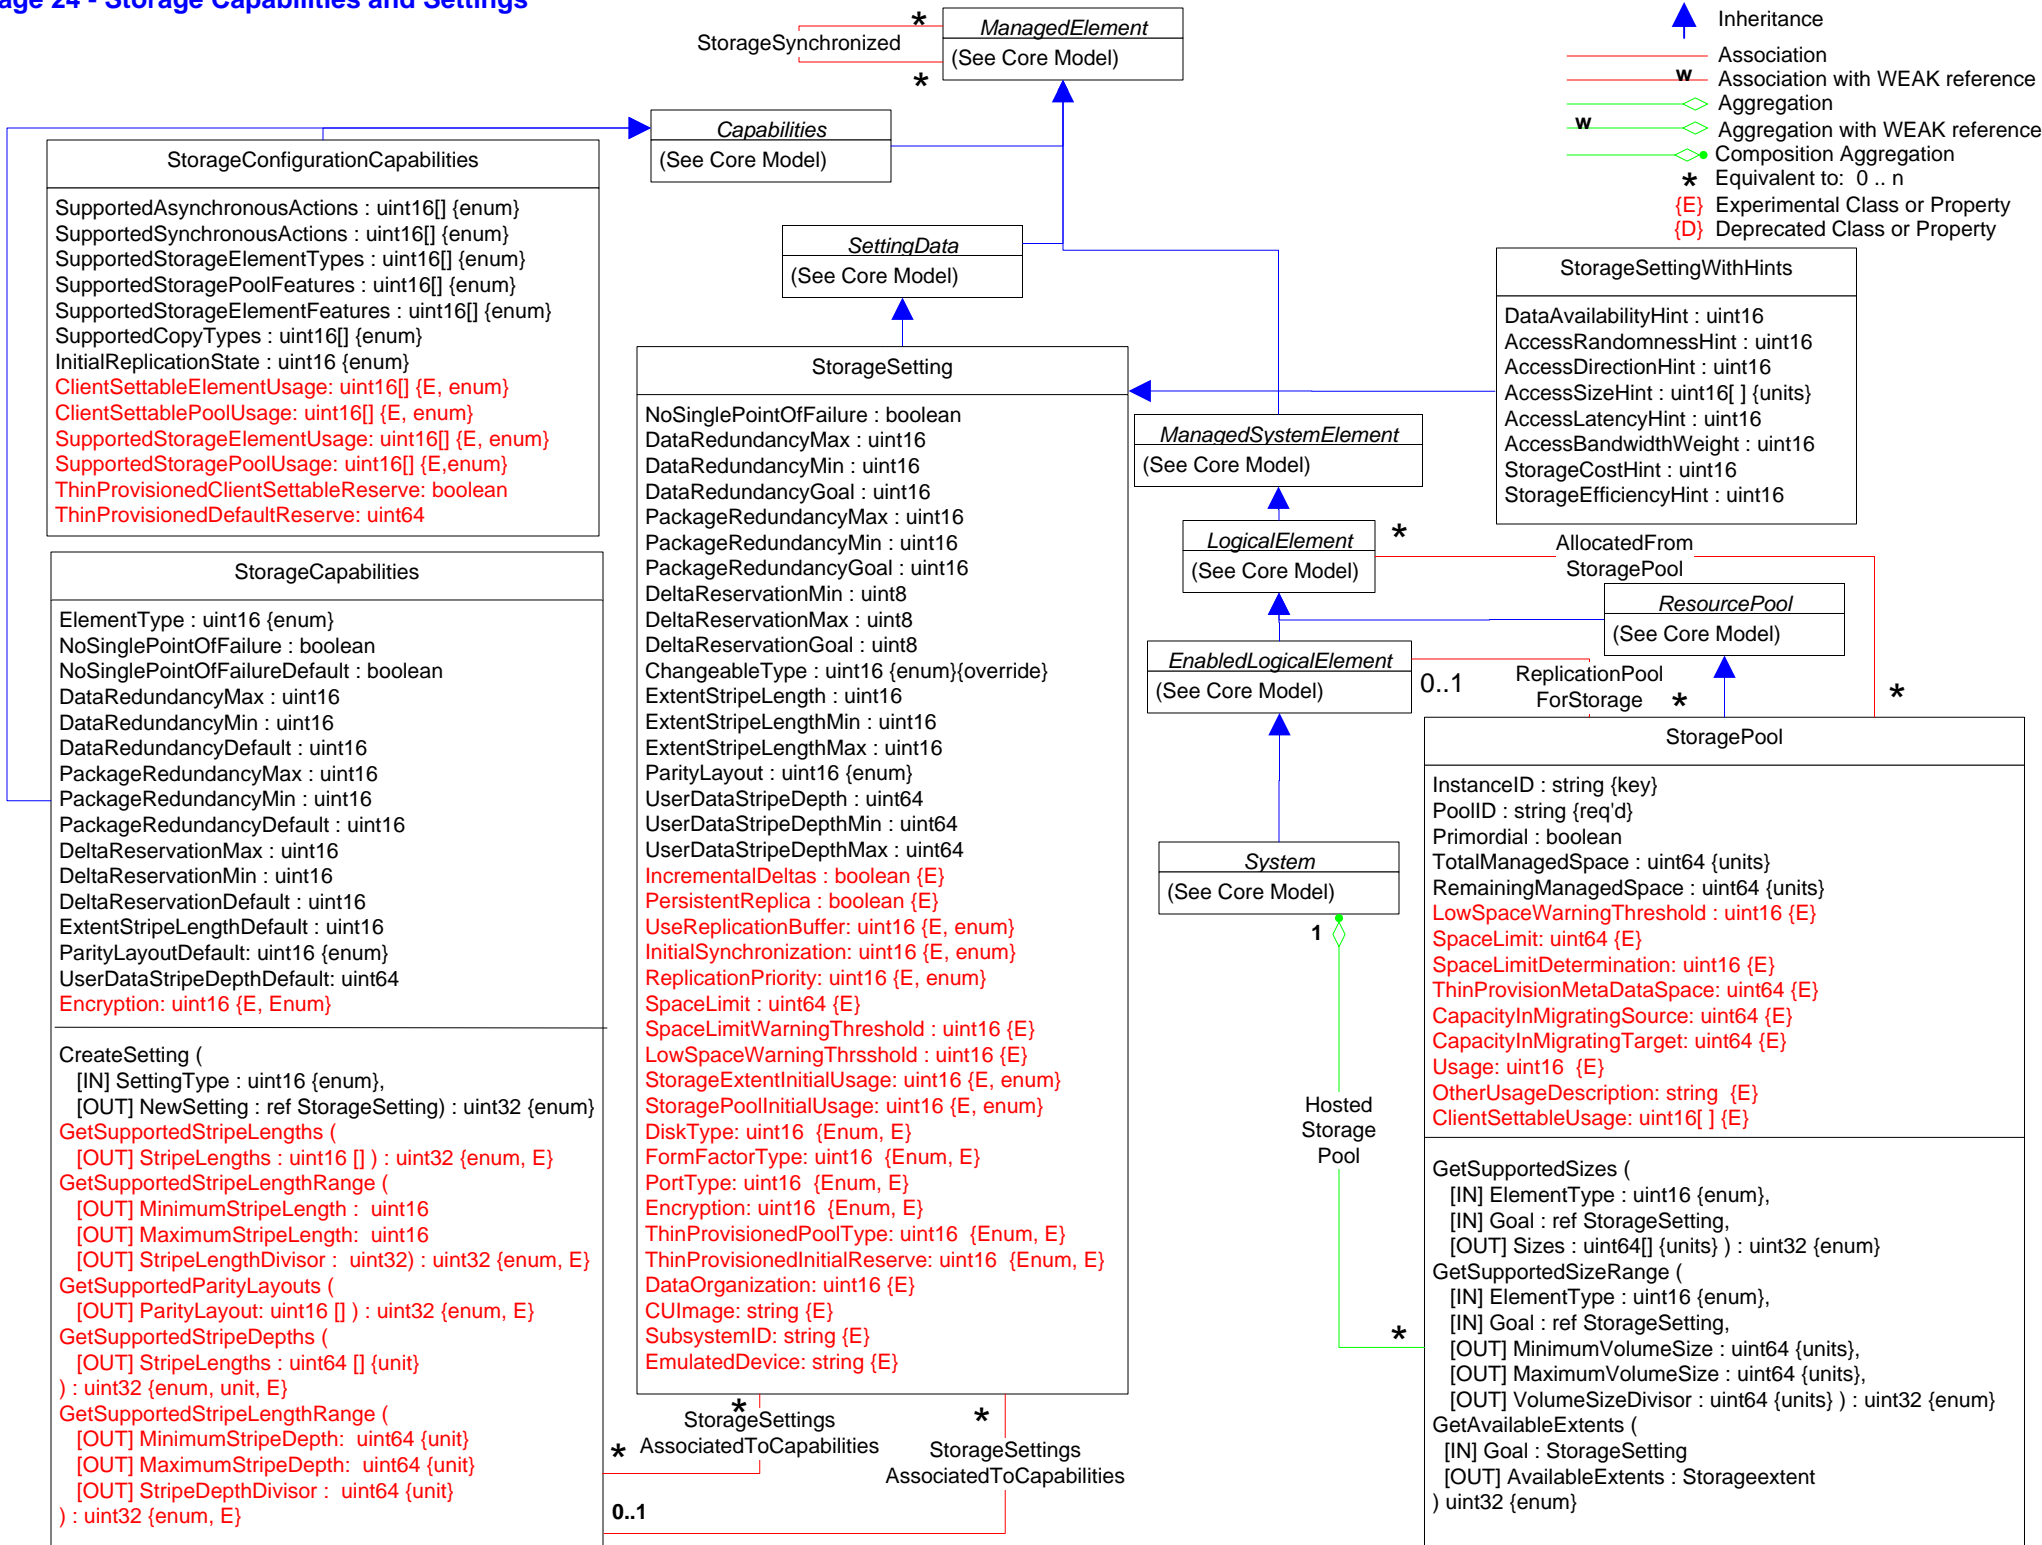 age 24 - Storage Capabilities and Settings
StorageSynchronized
*
*
ManagedElement
(See Core Model)
Inheritance
Association
w
Association with WEAK reference
Aggregation
w
Aggregation with WEAK reference
Composition Aggregation
*
Equivalent to: 0 .. n
{E} Experimental Class or Property
{D} Deprecated Class or Property
Capabilities
(See Core Model)
SettingData
(See Core Model)
StorageConfigurationCapabilities
SupportedAsynchronousActions : uint16[] {enum}
SupportedSynchronousActions : uint16[] {enum}
SupportedStorageElementTypes : uint16[] {enum}
SupportedStoragePoolFeatures : uint16[] {enum}
SupportedStorageElementFeatures : uint16[] {enum}
SupportedCopyTypes : uint16[] {enum}
InitialReplicationState : uint16 {enum}
ClientSettableElementUsage: uint16[] {E, enum}
ClientSettablePoolUsage: uint16[] {E, enum}
SupportedStorageElementUsage: uint16[] {E, enum}
SupportedStoragePoolUsage: uint16[] {E,enum}
ThinProvisionedClientSettableReserve: boolean
ThinProvisionedDefaultReserve: uint64
StorageCapabilities
ElementType : uint16 {enum}
NoSinglePointOfFailure : boolean
NoSinglePointOfFailureDefault : boolean
DataRedundancyMax : uint16
DataRedundancyMin : uint16
DataRedundancyDefault : uint16
PackageRedundancyMax : uint16
PackageRedundancyMin : uint16
PackageRedundancyDefault : uint16
DeltaReservationMax : uint16
DeltaReservationMin : uint16
DeltaReservationDefault : uint16
ExtentStripeLengthDefault : uint16
ParityLayoutDefault: uint16 {enum}
UserDataStripeDepthDefault: uint64
Encryption: uint16 {E, Enum}
CreateSetting (
[IN] SettingType : uint16 {enum},
[OUT] NewSetting : ref StorageSetting) : uint32 {enum}
GetSupportedStripeLengths (
[OUT] StripeLengths : uint16 [] ) : uint32 {enum, E}
GetSupportedStripeLengthRange (
[OUT] MinimumStripeLength : uint16
[OUT] MaximumStripeLength: uint16
[OUT] StripeLengthDivisor : uint32) : uint32 {enum, E}
GetSupportedParityLayouts (
[OUT] ParityLayout: uint16 [] ) : uint32 {enum, E}
GetSupportedStripeDepths (
[OUT] StripeLengths : uint64 [] {unit}
) : uint32 {enum, unit, E}
GetSupportedStripeLengthRange (
[OUT] MinimumStripeDepth: uint64 {unit}
[OUT] MaximumStripeDepth: uint64 {unit}
[OUT] StripeDepthDivisor : uint64 {unit}
) : uint32 {enum, E}
StorageSetting
NoSinglePointOfFailure : boolean
DataRedundancyMax : uint16
DataRedundancyMin : uint16
DataRedundancyGoal : uint16
PackageRedundancyMax : uint16
PackageRedundancyMin : uint16
PackageRedundancyGoal : uint16
DeltaReservationMin : uint8
DeltaReservationMax : uint8
DeltaReservationGoal : uint8
ChangeableType : uint16 {enum}{override}
ExtentStripeLength : uint16
ExtentStripeLengthMin : uint16
ExtentStripeLengthMax : uint16
ParityLayout : uint16 {enum}
UserDataStripeDepth : uint64
UserDataStripeDepthMin : uint64
UserDataStripeDepthMax : uint64
IncrementalDeltas : boolean {E}
PersistentReplica : boolean {E}
UseReplicationBuffer: uint16 {E, enum}
InitialSynchronization: uint16 {E, enum}
ReplicationPriority: uint16 {E, enum}
SpaceLimit : uint64 {E}
SpaceLimitWarningThreshold : uint16 {E}
LowSpaceWarningThrsshold : uint16 {E}
StorageExtentInitialUsage: uint16 {E, enum}
StoragePoolInitialUsage: uint16 {E, enum}
DiskType: uint16 {Enum, E}
FormFactorType: uint16 {Enum, E}
PortType: uint16 {Enum, E}
Encryption: uint16 {Enum, E}
ThinProvisionedPoolType: uint16 {Enum, E}
ThinProvisionedInitialReserve: uint16 {Enum, E}
DataOrganization: uint16 {E}
CUImage: string {E}
SubsystemID: string {E}
EmulatedDevice: string {E}
*
StorageSettings
AssociatedToCapabilities
*
*
StorageSettings
AssociatedToCapabilities
0..1
StorageSettingWithHints
DataAvailabilityHint : uint16
AccessRandomnessHint : uint16
AccessDirectionHint : uint16
AccessSizeHint : uint16[ ] {units}
AccessLatencyHint : uint16
AccessBandwidthWeight : uint16
StorageCostHint : uint16
StorageEfficiencyHint : uint16
ManagedSystemElement
(See Core Model)
LogicalElement
(See Core Model)
*
AllocatedFrom
StoragePool
ResourcePool
(See Core Model)
EnabledLogicalElement
(See Core Model)
0..1
ReplicationPool
ForStorage
*
*
System
(See Core Model)
1
Hosted
Storage
Pool
*
StoragePool
InstanceID : string {key}
PoolID : string {req'd}
Primordial : boolean
TotalManagedSpace : uint64 {units}
RemainingManagedSpace : uint64 {units}
LowSpaceWarningThreshold : uint16 {E}
SpaceLimit: uint64 {E}
SpaceLimitDetermination: uint16 {E}
ThinProvisionMetaDataSpace: uint64 {E}
CapacityInMigratingSource: uint64 {E}
CapacityInMigratingTarget: uint64 {E}
Usage: uint16 {E}
OtherUsageDescription: string {E}
ClientSettableUsage: uint16[ ] {E}
GetSupportedSizes (
[IN] ElementType : uint16 {enum},
[IN] Goal : ref StorageSetting,
[OUT] Sizes : uint64[] {units} ) : uint32 {enum}
GetSupportedSizeRange (
[IN] ElementType : uint16 {enum},
[IN] Goal : ref StorageSetting,
[OUT] MinimumVolumeSize : uint64 {units},
[OUT] MaximumVolumeSize : uint64 {units},
[OUT] VolumeSizeDivisor : uint64 {units} ) : uint32 {enum}
GetAvailableExtents (
[IN] Goal : StorageSetting
[OUT] AvailableExtents : Storageextent
) uint32 {enum}